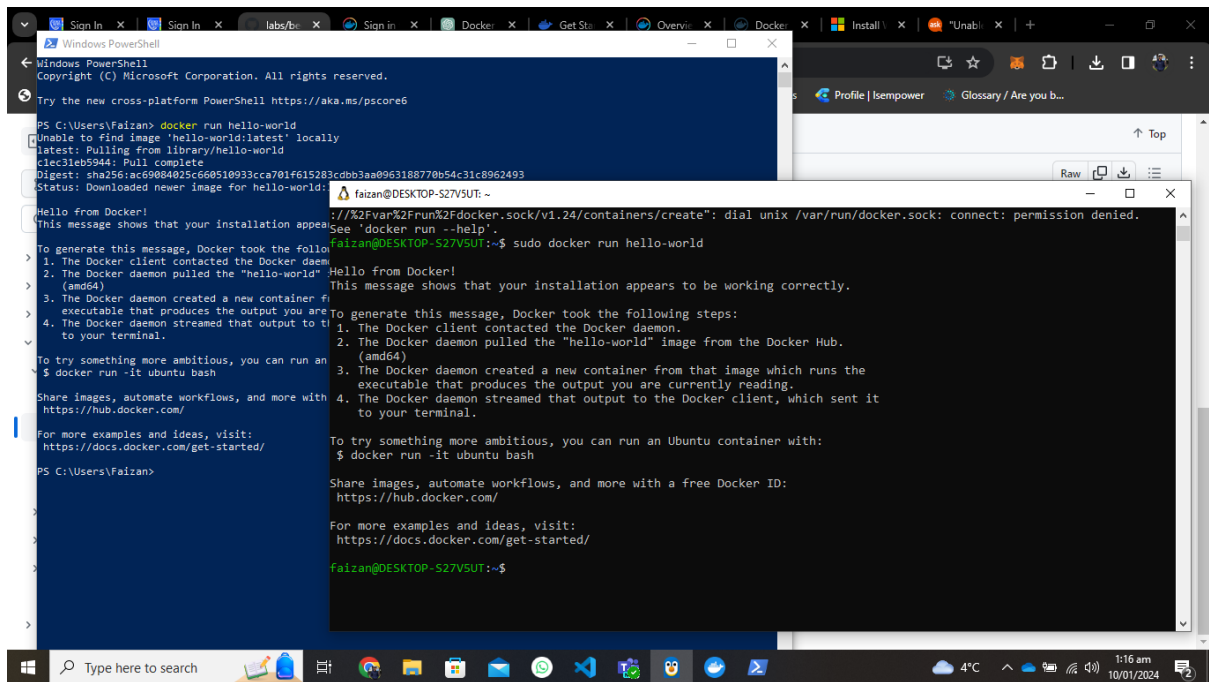 Sign In
Sign In
labs/be
Sign in
Docker
Get Sta
Overvie
Docker
Install
"Unabl
Profile | Isempower
Glossary / Are you b...
Top
Raw
Windows PowerShell
Windows PowerShell
Copyright (C) Microsoft Corporation. All rights reserved.
Try the new cross-platform PowerShell https://aka.ms/pscore6
PS C:\Users\Faizan> docker run hello-world
Unable to find image 'hello-world:latest' locally
latest: Pulling from library/hello-world
c1ec31eb5944: Pull complete
Digest: sha256:ac69084025c660510933cca701f615283cdbb3aa0963188770b54c31c8962493
Status: Downloaded newer image for hello-world:
Hello from Docker!
This message shows that your installation appea
To generate this message, Docker took the follo
1. The Docker client contacted the Docker daem
2. The Docker daemon pulled the "hello-world"
(amd64)
3. The Docker daemon created a new container f
executable that produces the output you are
4. The Docker daemon streamed that output to t
to your terminal.
To try something more ambitious, you can run an
$ docker run -it ubuntu bash
Share images, automate workflows, and more with
https://hub.docker.com/
For more examples and ideas, visit:
https://docs.docker.com/get-started/
PS C:\Users\Faizan>
faizan@DESKTOP-S27V5UT: ~
://%2Fvar%2Frun%2Fdocker.sock/v1.24/containers/create": dial unix /var/run/docker.sock: connect: permission denied.
See 'docker run --help'.
faizan@DESKTOP-S27V5UT:~$ sudo docker run hello-world
Hello from Docker!
This message shows that your installation appears to be working correctly.
To generate this message, Docker took the following steps:
1. The Docker client contacted the Docker daemon.
2. The Docker daemon pulled the "hello-world" image from the Docker Hub.
(amd64)
3. The Docker daemon created a new container from that image which runs the
executable that produces the output you are currently reading.
4. The Docker daemon streamed that output to the Docker client, which sent it
to your terminal.
To try something more ambitious, you can run an Ubuntu container with:
$ docker run -it ubuntu bash
Share images, automate workflows, and more with a free Docker ID:
https://hub.docker.com/
For more examples and ideas, visit:
https://docs.docker.com/get-started/
faizan@DESKTOP-S27V5UT:~$
Type here to search
4°C
1:16 am
10/01/2024
2